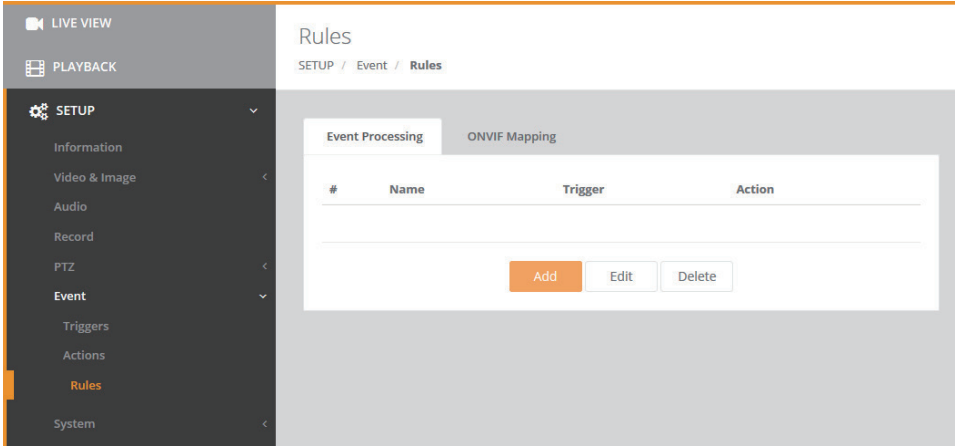 LIVE VIEW
PLAYBACK
SETUP
Information
Video & Image
Audio
Record
PTZ
Event
Triggers
Actions
Rules
System
Rules
SETUP / Event / Rules
Event Processing ONVIF Mapping
# Name Trigger Action
Add Edit Delete